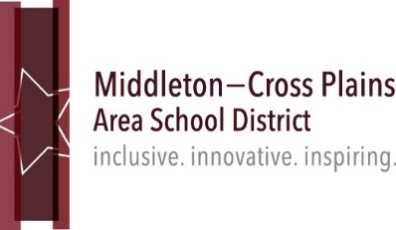 Middleton–Cross Plains
Area School District
inclusive. innovative. inspiring.